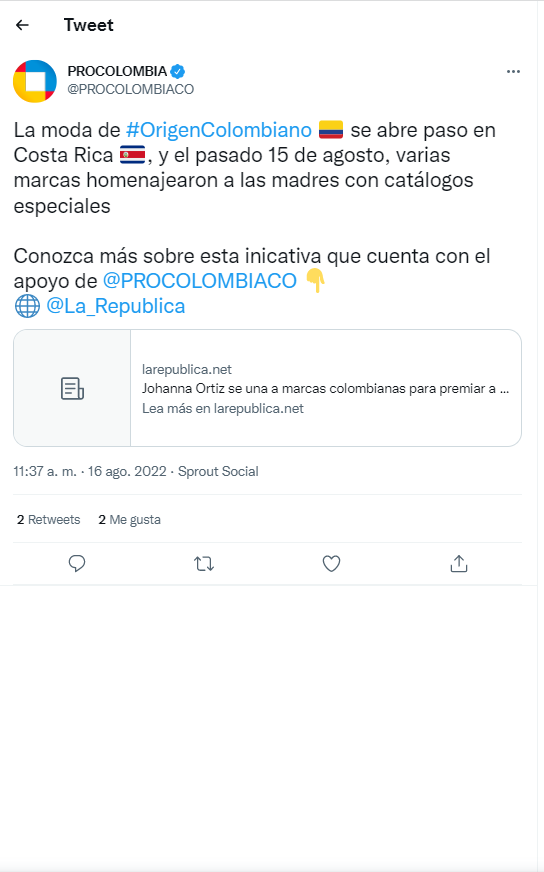 Tweet
PROCOLOMBIA
@PROCOLOMBIACO
La moda de #OrigenColombiano 🇨🇴 se abre paso en
Costa Rica 🇨🇷, y el pasado 15 de agosto, varias
marcas homenajearon a las madres con catálogos
especiales
Conozca más sobre esta inicativa que cuenta con el
apoyo de @PROCOLOMBIACO 👇
🌐 @La_Republica
larepublica.net
Johanna Ortiz se una a marcas colombianas para premiar a ...
Lea más en larepublica.net
11:37 a. m. · 16 ago. 2022 · Sprout Social
2 Retweets 2 Me gusta